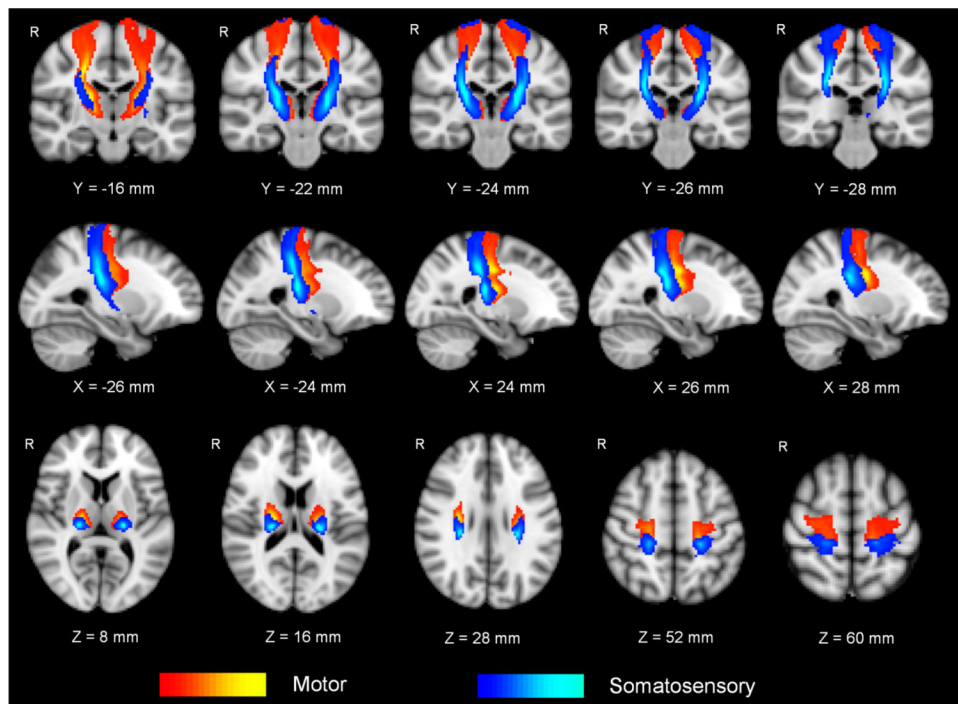 R R R R R
Y = -16 mm Y = -22 mm Y = -24 mm Y = -26 mm Y = -28 mm
X = -26 mm X = -24 mm X = 24 mm X = 26 mm X = 28 mm
R R R R R
Z = 8 mm Z = 16 mm Z = 28 mm Z = 52 mm Z = 60 mm
Motor Somatosensory